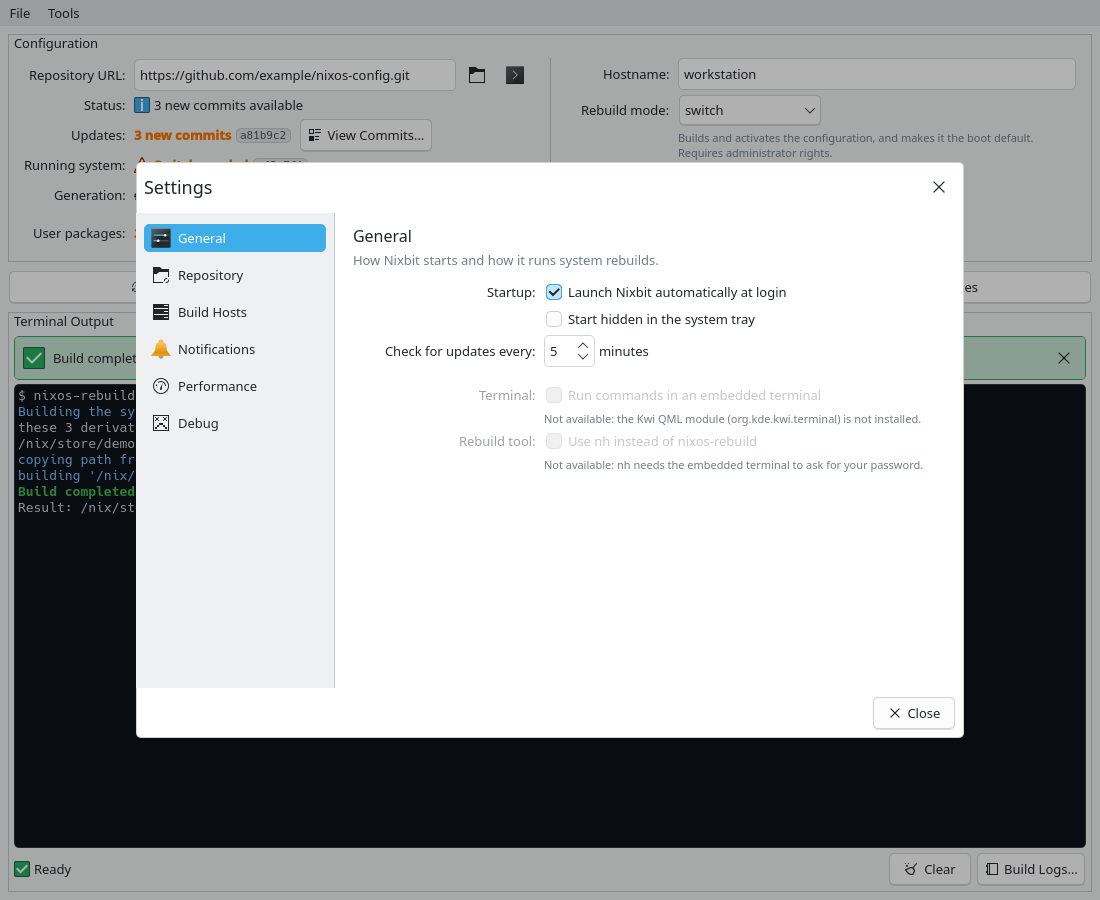 File Tools
Configuration
Repository URL: https://github.com/example/nixos-config.git
Hostname: workstation
Status: 3 new commits available
Rebuild mode: switch
Updates: 3 new commits a81b9c2 View Commits...
Builds and activates the configuration, and makes it the boot default.
Requires administrator rights.
Running system:
Generation:
User packages:
Terminal Output
Build complet
$ nixos-rebuild
Building the sy
these 3 derivat
/nix/store/demo
copying path fr
building '/nix/
Build completed
Result: /nix/st
Settings
General
Repository
Build Hosts
Notifications
Performance
Debug
General
How Nixbit starts and how it runs system rebuilds.
Startup: Launch Nixbit automatically at login
Start hidden in the system tray
Check for updates every: 5 minutes
Terminal: Run commands in an embedded terminal
Not available: the Kwi QML module (org.kde.kwi.terminal) is not installed.
Rebuild tool: Use nh instead of nixos-rebuild
Not available: nh needs the embedded terminal to ask for your password.
Close
Ready
Clear
Build Logs...